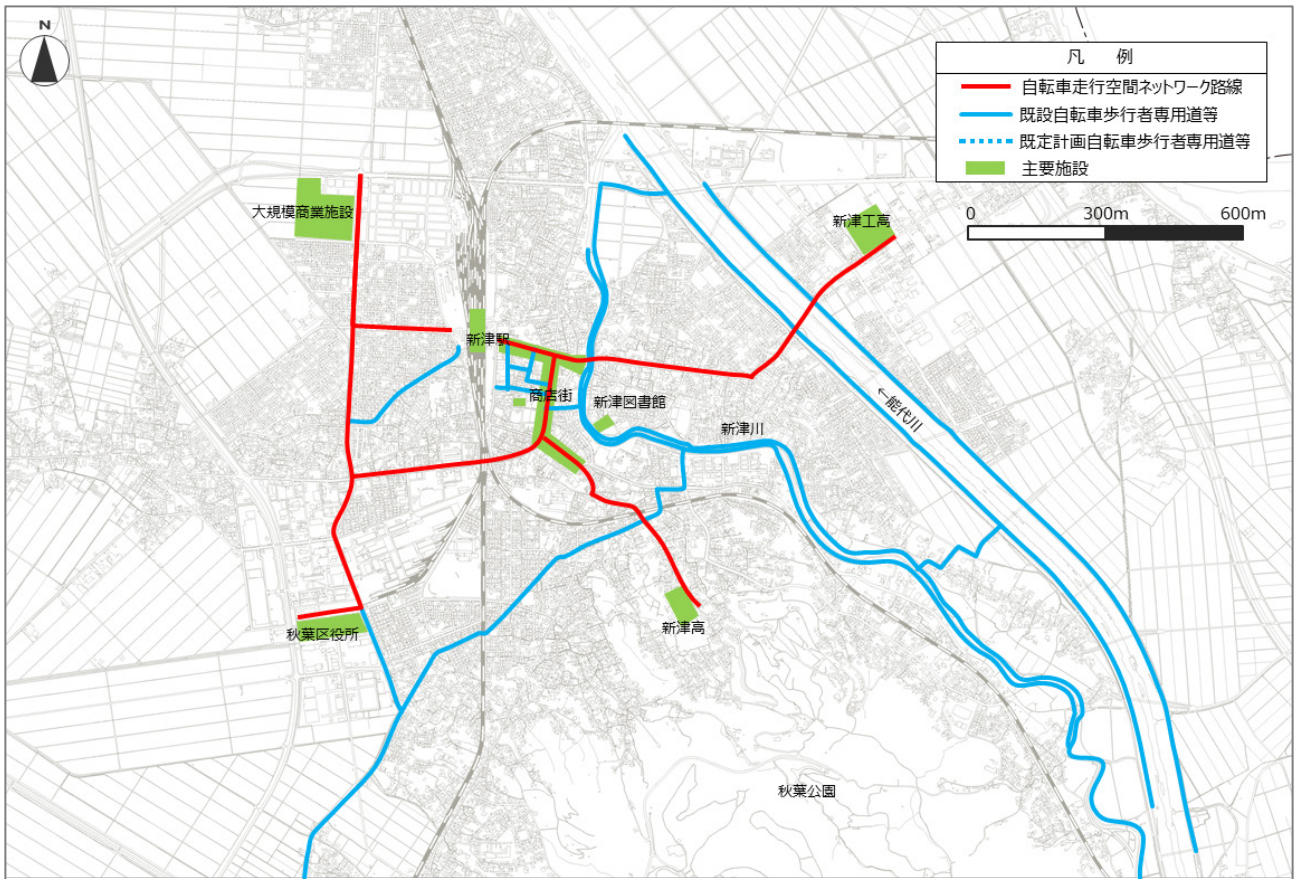 N
凡 例
自転車走行空間ネットワーク路線
既設自転車歩行者専用道等
既定計画自転車歩行者専用道等
主要施設
0 300m 600m
大規模商業施設
新津工高
新津駅
商店街
新津図書館
新津川
←能代川
秋葉区役所
新津高
秋葉公園